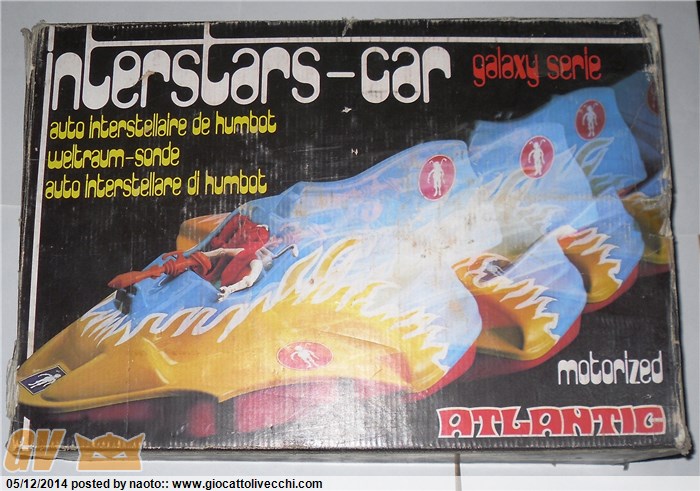 interstars-car
galaxy serie
auto interstellaire de humbot
weltraum-sonde
auto interstellare di humbot
motorized
ATLANTIC
GV
05/12/2014 posted by naoto:: www.giocattolivecchi.com